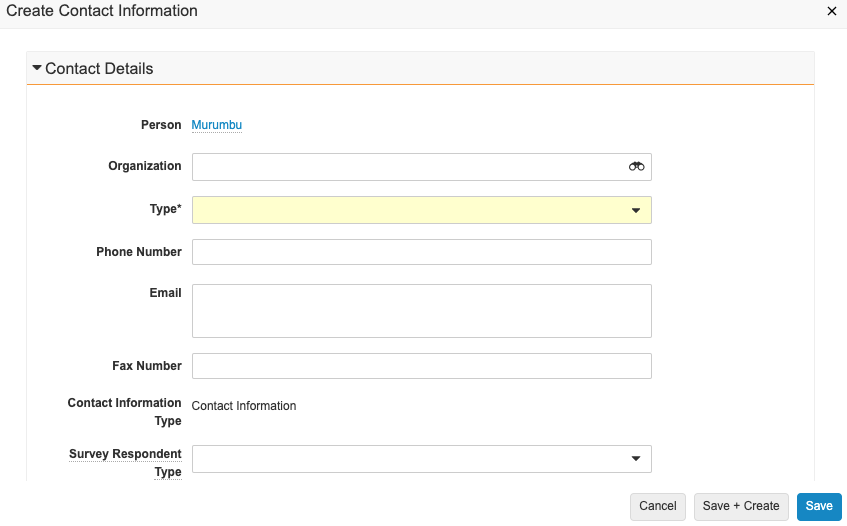 Create Contact Information
Contact Details
Person Murumbu
Organization
Type*
Phone Number
Email
Fax Number
Contact Information
Type
Contact Information
Survey Respondent
Type
Cancel Save + Create Save